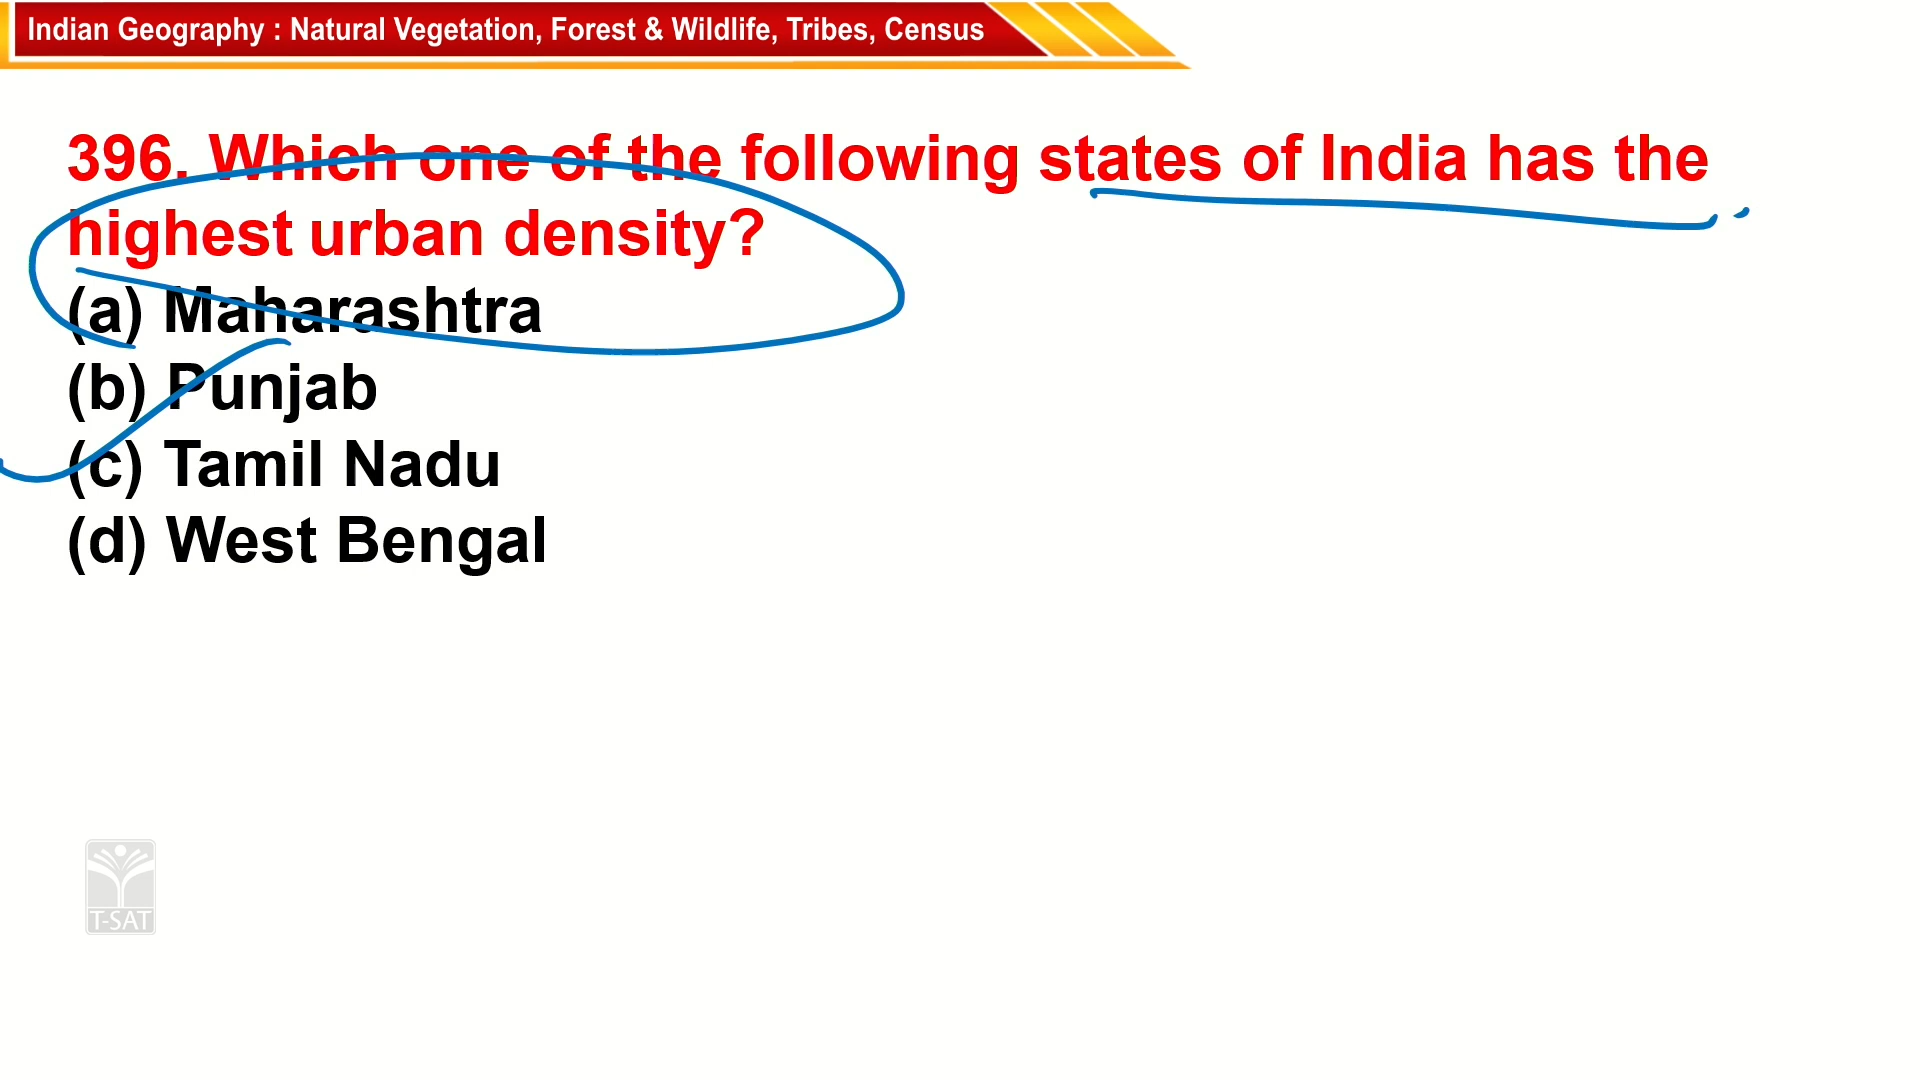 Indian Geography : Natural Vegetation, Forest & Wildlife, Tribes, Census
396. Which one of the following states of India has the
highest urban density?
(a) Maharashtra
(b) Punjab
(c) Tamil Nadu
(d) West Bengal
T-SAT